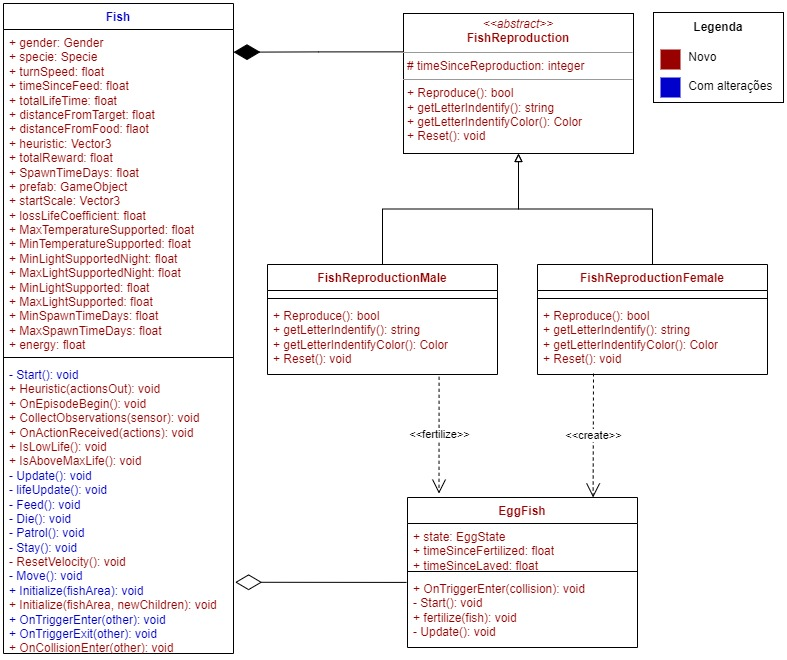 Fish
+ gender: Gender
+ specie: Specie
+ turnSpeed: float
+ timeSinceFeed: float
+ totalLifeTime: float
+ distanceFromTarget: float
+ distanceFromFood: flaot
+ heuristic: Vector3
+ totalReward: float
+ SpawnTimeDays: float
+ prefab: GameObject
+ startScale: Vector3
+ lossLifeCoefficient: float
+ MaxTemperatureSupported: float
+ MinTemperatureSupported: float
+ MinLightSupportedNight: float
+ MaxLightSupportedNight: float
+ MinLightSupported: float
+ MaxLightSupported: float
+ MinSpawnTimeDays: float
+ MaxSpawnTimeDays: float
+ energy: float
- Start(): void
+ Heuristic(actionsOut): void
+ OnEpisodeBegin(): void
+ CollectObservations(sensor): void
+ OnActionReceived(actions): void
+ IsLowLife(): void
+ IsAboveMaxLife(): void
- Update(): void
- lifeUpdate(): void
- Feed(): void
- Die(): void
- Patrol(): void
- Stay(): void
- ResetVelocity(): void
- Move(): void
+ Initialize(fishArea): void
+ Initialize(fishArea, newChildren): void
+ OnTriggerEnter(other): void
+ OnTriggerExit(other): void
+ OnCollisionEnter(other): void
<<abstract>>
FishReproduction
# timeSinceReproduction: integer
+ Reproduce(): bool
+ getLetterIndentify(): string
+ getLetterIndentifyColor(): Color
+ Reset(): void
Legenda
Novo
Com alterações
FishReproductionMale
+ Reproduce(): bool
+ getLetterIndentify(): string
+ getLetterIndentifyColor(): Color
+ Reset(): void
FishReproductionFemale
+ Reproduce(): bool
+ getLetterIndentify(): string
+ getLetterIndentifyColor(): Color
+ Reset(): void
<<fertilize>>
<<create>>
EggFish
+ state: EggState
+ timeSinceFertilized: float
+ timeSinceLayed: float
+ OnTriggerEnter(collision): void
- Start(): void
+ fertilize(fish): void
- Update(): void